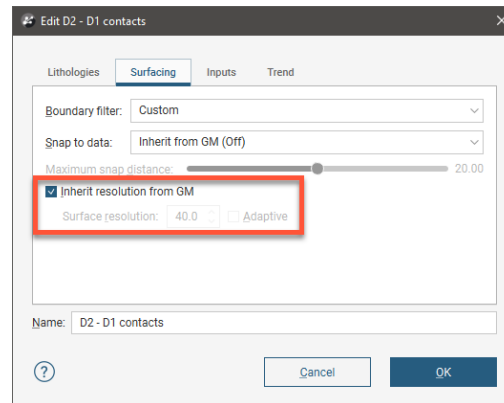 Edit D2 - D1 contacts
Lithologies Surfacing Inputs Trend
Boundary filter: Custom
Snap to data: Inherit from GM (Off)
Maximum snap distance: 20.00
Inherit resolution from GM
Surface resolution: 40.0 Adaptive
Name: D2 - D1 contacts
? Cancel OK